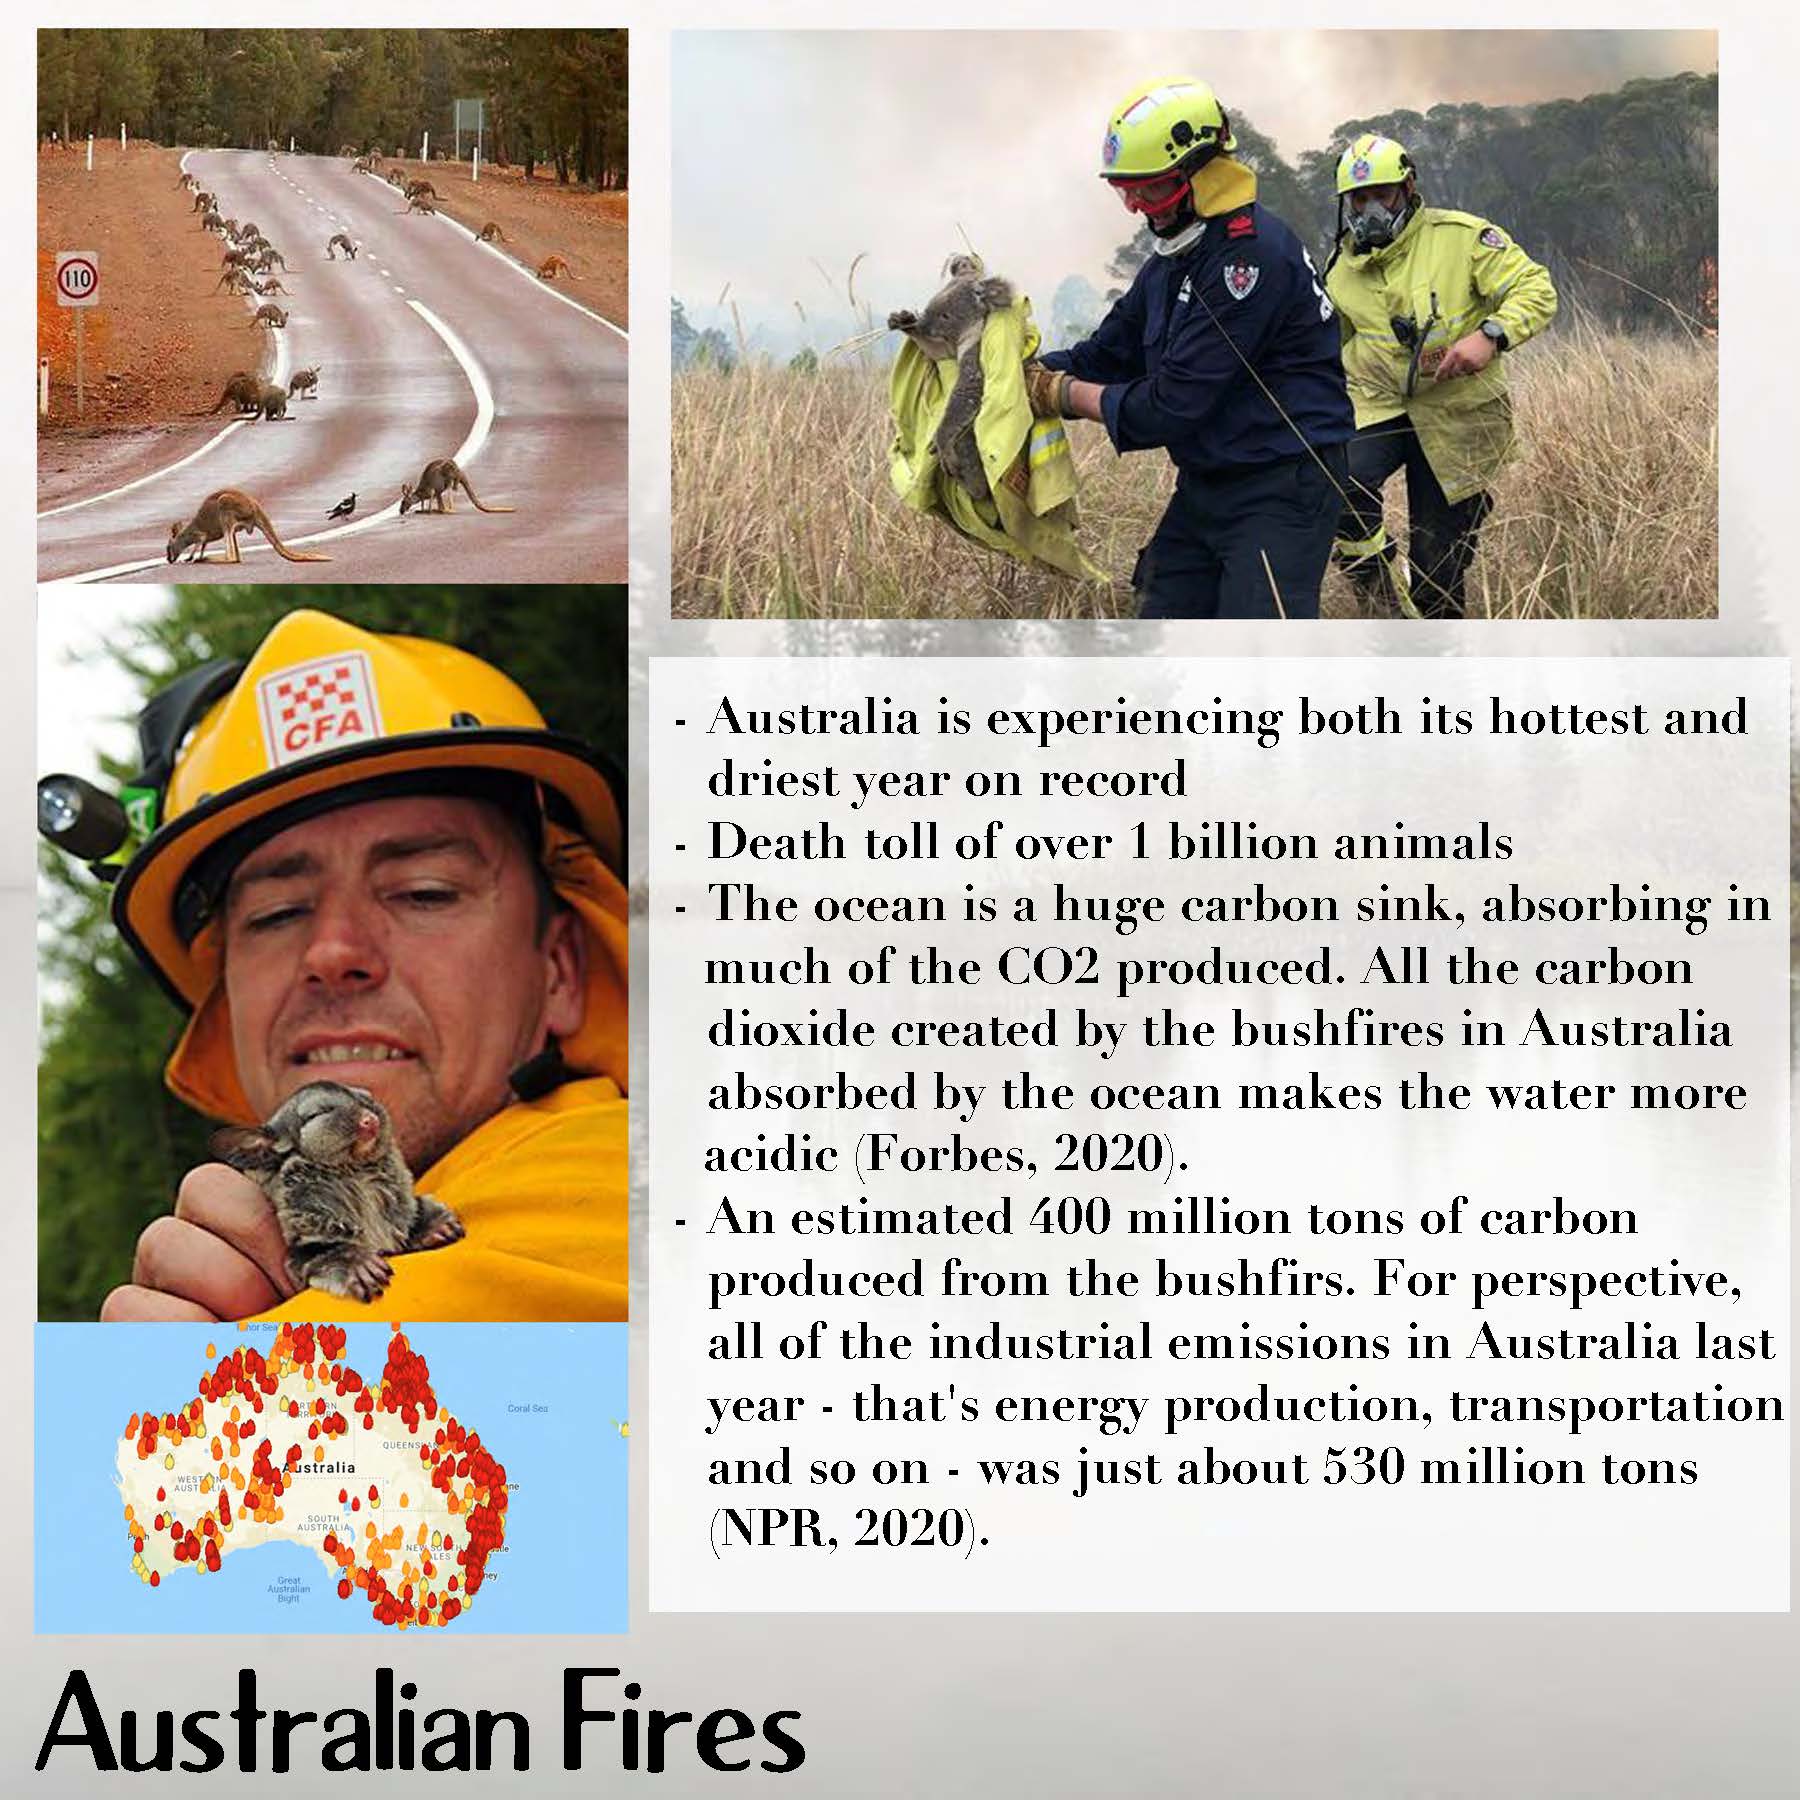 110
CFA
- Australia is experiencing both its hottest and
driest year on record
- Death toll of over 1 billion animals
- The ocean is a huge carbon sink, absorbing in
much of the CO2 produced. All the carbon
dioxide created by the bushfires in Australia
absorbed by the ocean makes the water more
acidic (Forbes, 2020).
- An estimated 400 million tons of carbon
produced from the bushfirs. For perspective,
all of the industrial emissions in Australia last
year - that's energy production, transportation
and so on - was just about 530 million tons
(NPR, 2020).
Coral Sea
Australia
SOUTH
AUSTRALIA
Great
Australian
Bight
Australian Fires